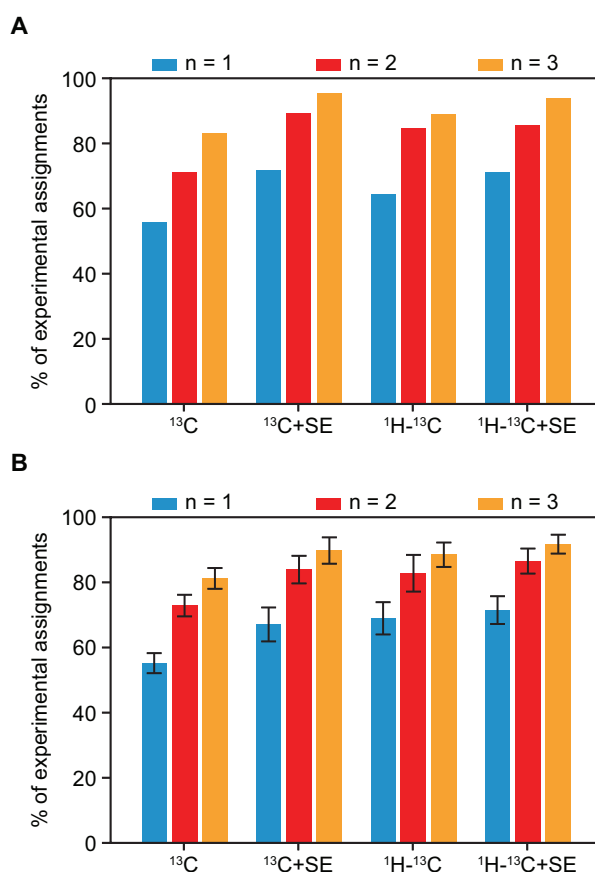 A
n = 1 n = 2 n = 3
100
80
60
40
20
0
% of experimental assignments
¹³C ¹³C+SE ¹H-¹³C ¹H-¹³C+SE
B
n = 1 n = 2 n = 3
100
80
60
40
20
0
% of experimental assignments
¹³C ¹³C+SE ¹H-¹³C ¹H-¹³C+SE